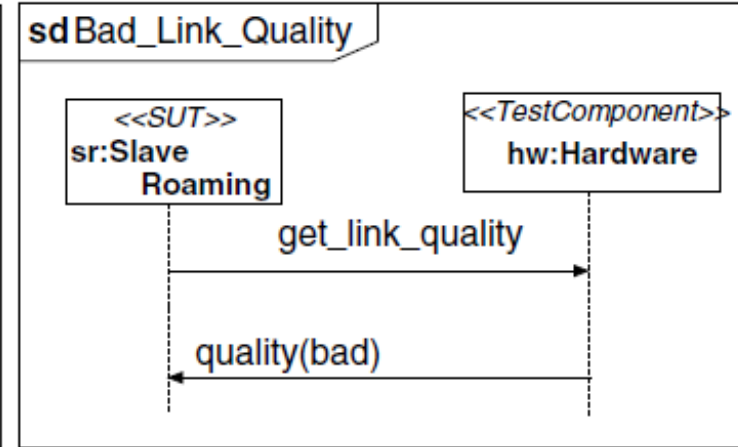 sd Bad_Link_Quality
<<SUT>>
sr:Slave
Roaming
<<TestComponent>>
hw:Hardware
get_link_quality
quality(bad)